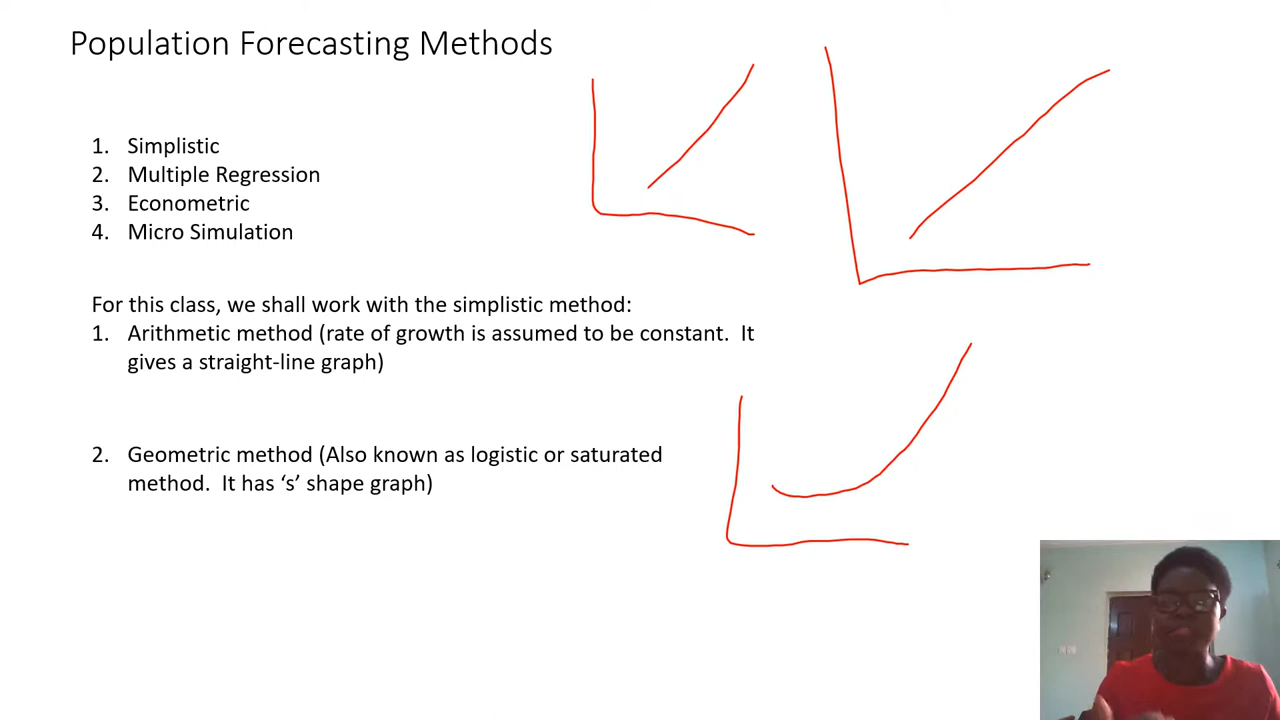 Population Forecasting Methods
1. Simplistic
2. Multiple Regression
3. Econometric
4. Micro Simulation
For this class, we shall work with the simplistic method:
1. Arithmetic method (rate of growth is assumed to be constant. It
gives a straight-line graph)
2. Geometric method (Also known as logistic or saturated
method. It has ‘s’ shape graph)